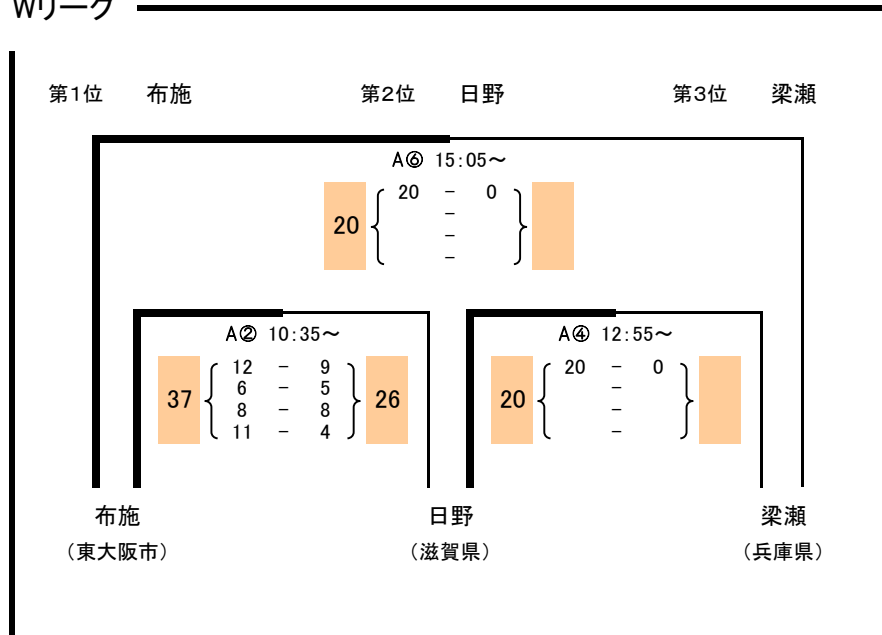 Wリーグ
第1位 布施 第2位 日野 第3位 梁瀬
A⑥ 15:05～
20 20 - 0
-
-
-
A② 10:35～ A④ 12:55～
37 12 - 9 26 20 20 - 0
6 - 5 -
8 - 8 -
11 - 4 -
布施 日野 梁瀬
（東大阪市） （滋賀県） （兵庫県）